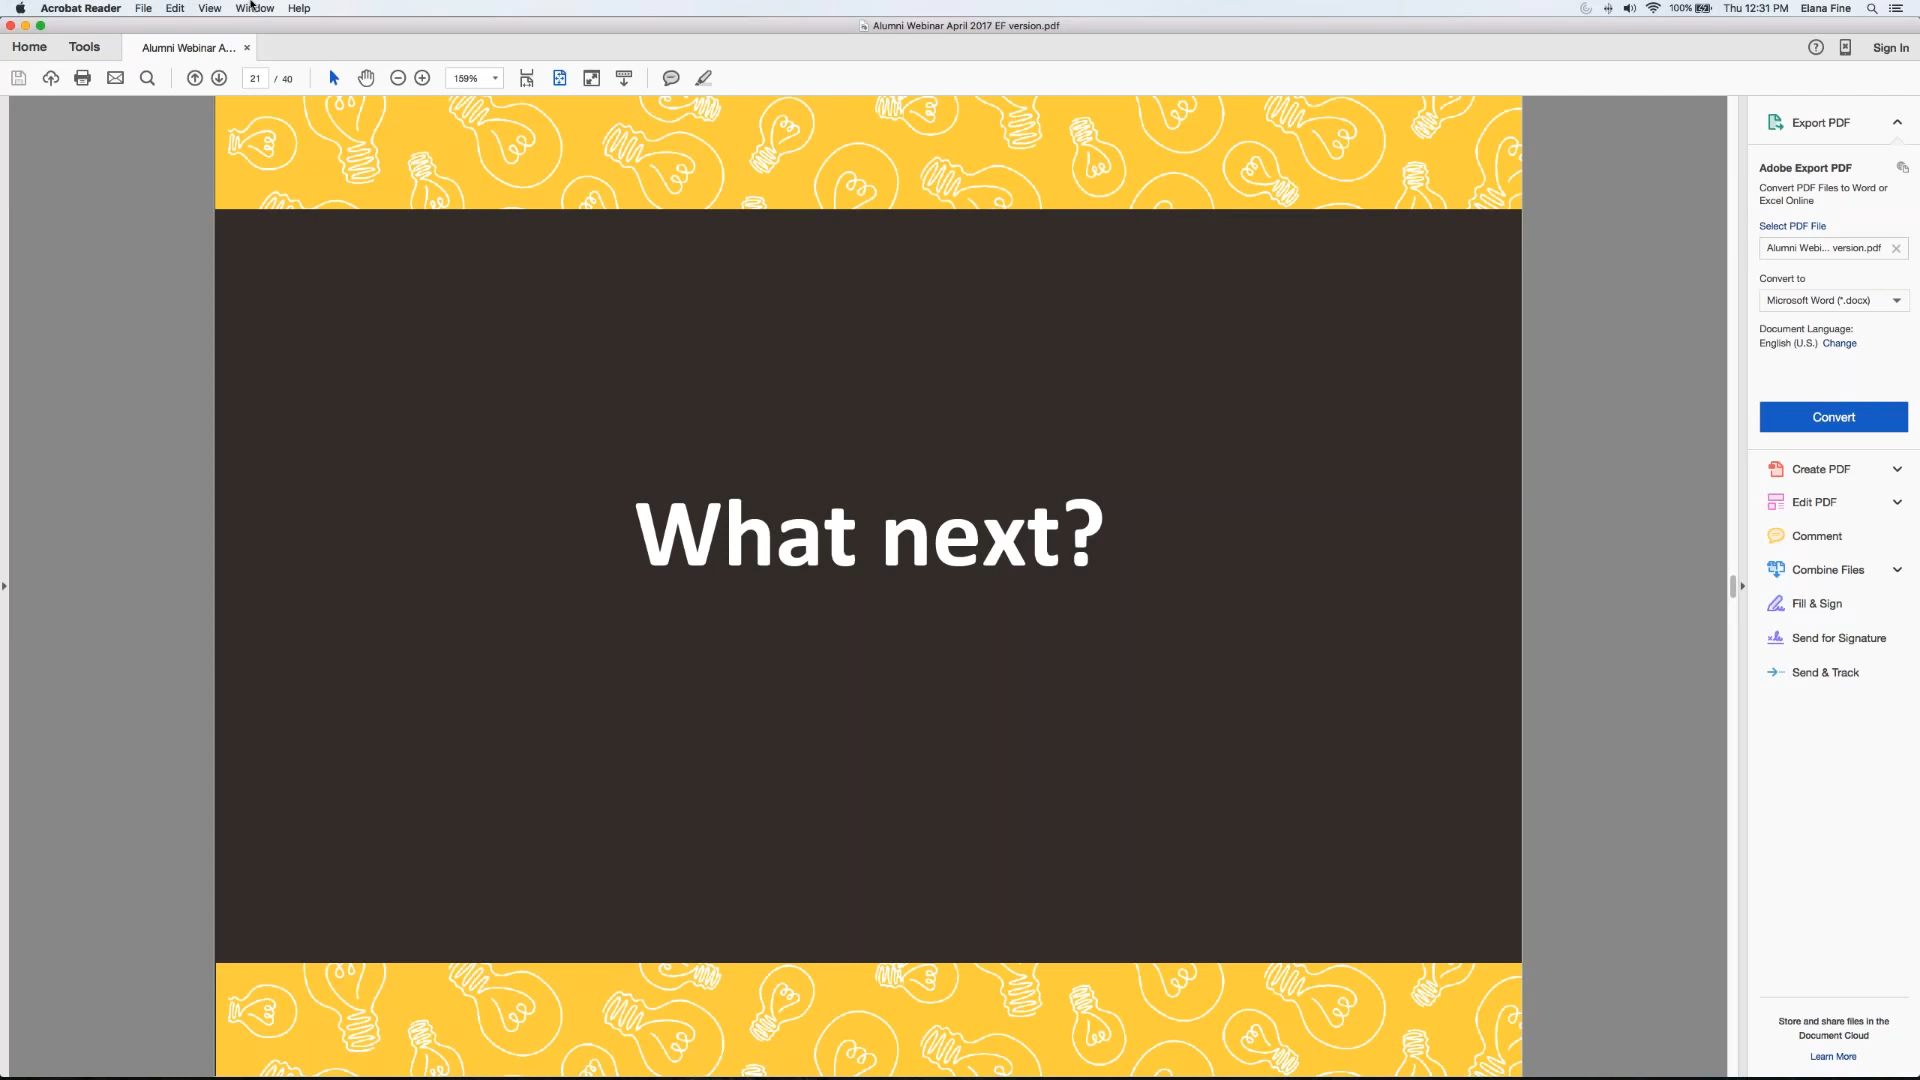 Acrobat Reader File Edit View Window Help
100% Thu 12:31 PM Elana Fine
Alumni Webinar April 2017 EF version.pdf
Home Tools Alumni Webinar A... ×
Sign In
21 / 40 159%
Export PDF
Adobe Export PDF
Convert PDF Files to Word or
Excel Online
Select PDF File
Alumni Webi... version.pdf
Convert to
Microsoft Word (*.docx)
Document Language:
English (U.S.) Change
Convert
What next?
Create PDF
Edit PDF
Comment
Combine Files
Fill & Sign
Send for Signature
Send & Track
Store and share files in the
Document Cloud
Learn More